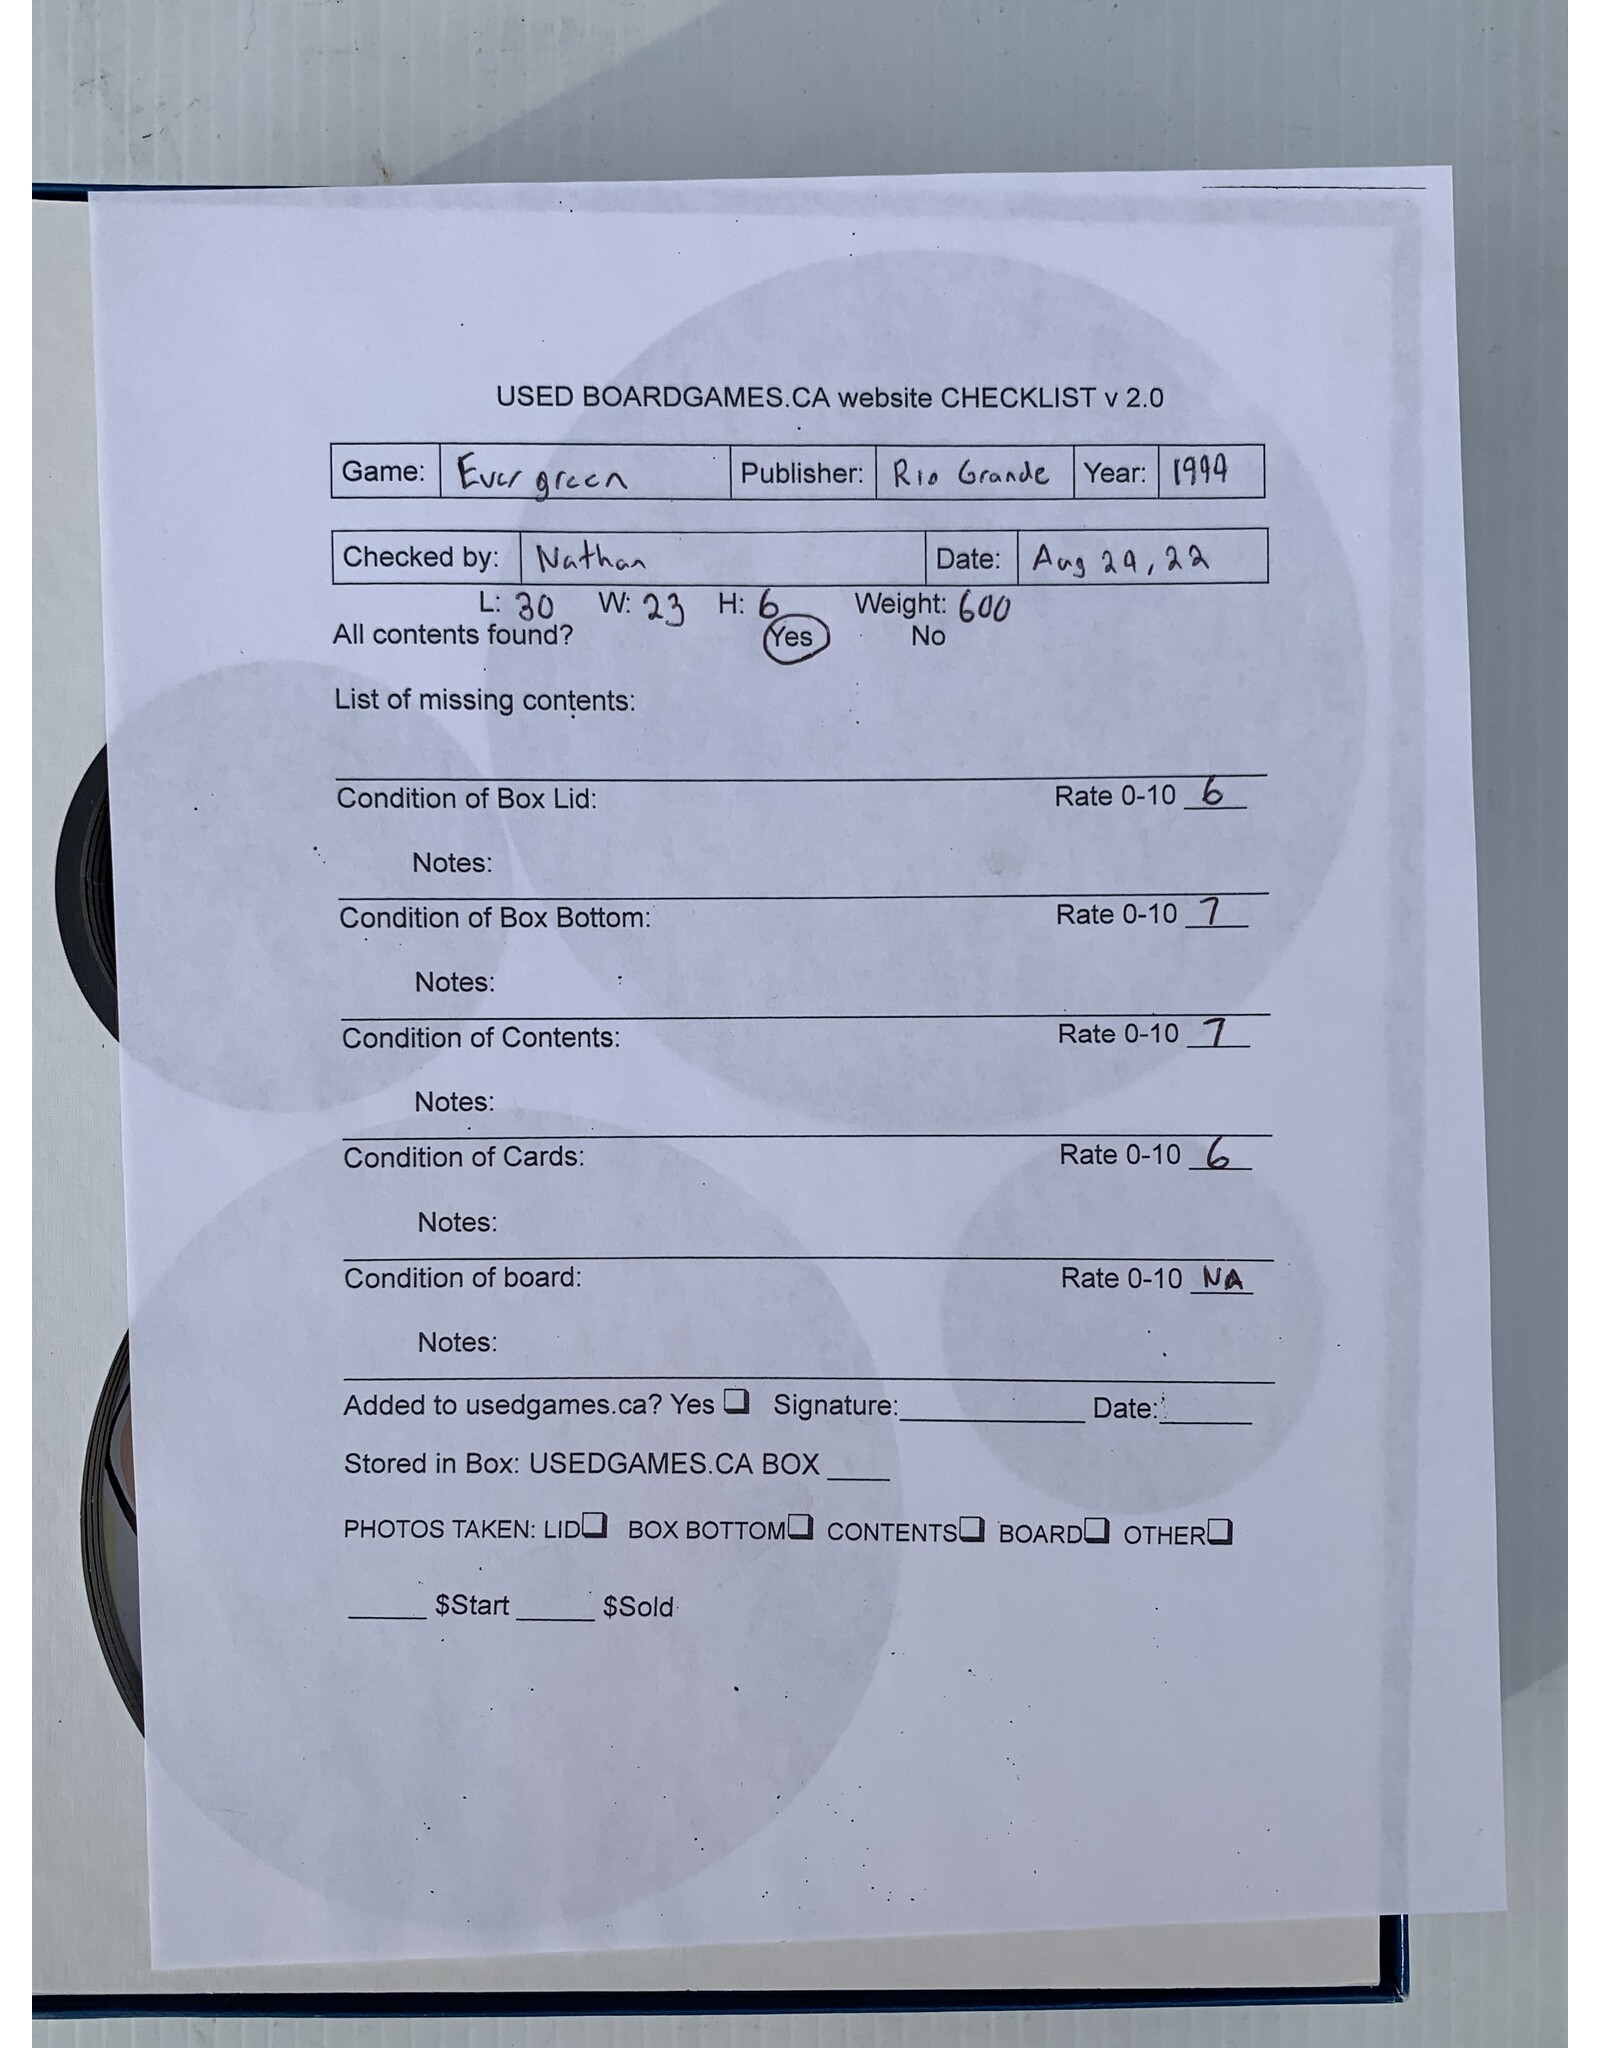 USED BOARDGAMES.CA website CHECKLIST v 2.0
Game: Evergreen Publisher: Rio Grande Year: 1999
Checked by: Nathan Date: Aug 29, 22
L: 30 W: 23 H: 6 Weight: 600
All contents found? Yes No
List of missing contents:
Condition of Box Lid: Rate 0-10 6
Notes:
Condition of Box Bottom: Rate 0-10 7
Notes:
Condition of Contents: Rate 0-10 7
Notes:
Condition of Cards: Rate 0-10 6
Notes:
Condition of board: Rate 0-10 NA
Notes:
Added to usedgames.ca? Yes ❑ Signature:____________ Date:______
Stored in Box: USEDGAMES.CA BOX ____
PHOTOS TAKEN: LID❑ BOX BOTTOM❑ CONTENTS❑ BOARD❑ OTHER❑
_____ $Start _____ $Sold